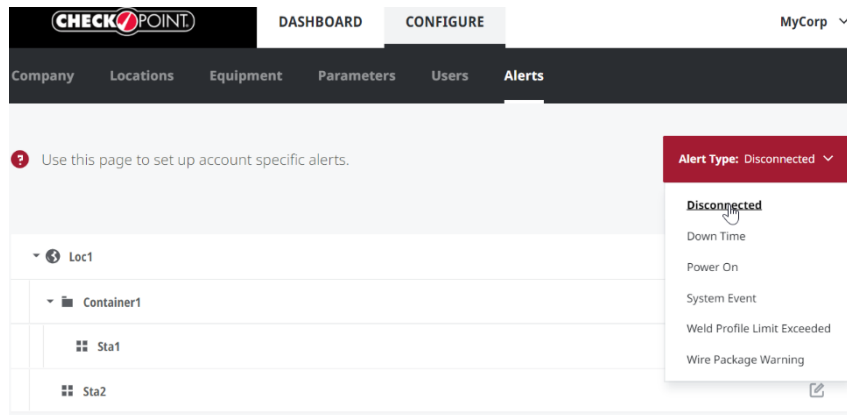 CHECK POINT. DASHBOARD CONFIGURE MyCorp
Company Locations Equipment Parameters Users Alerts
? Use this page to set up account specific alerts.
Alert Type: Disconnected
Disconnected
Down Time
Power On
System Event
Weld Profile Limit Exceeded
Wire Package Warning
Loc1
Container1
Sta1
Sta2